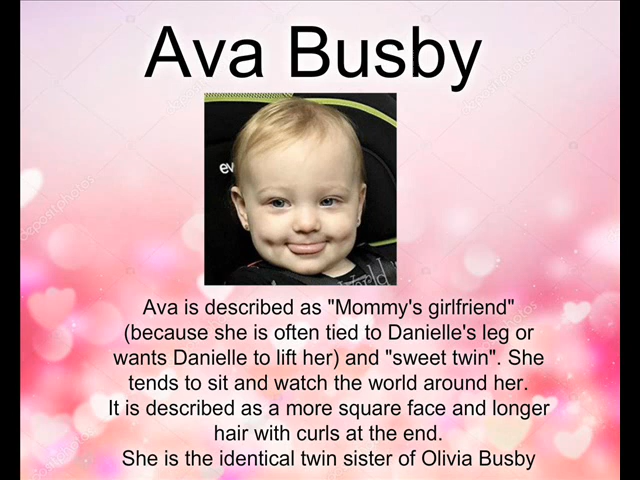 Ava Busby
ev
World
Ava is described as "Mommy's girlfriend"
(because she is often tied to Danielle's leg or
wants Danielle to lift her) and "sweet twin". She
tends to sit and watch the world around her.
It is described as a more square face and longer
hair with curls at the end.
She is the identical twin sister of Olivia Busby
depositphotos